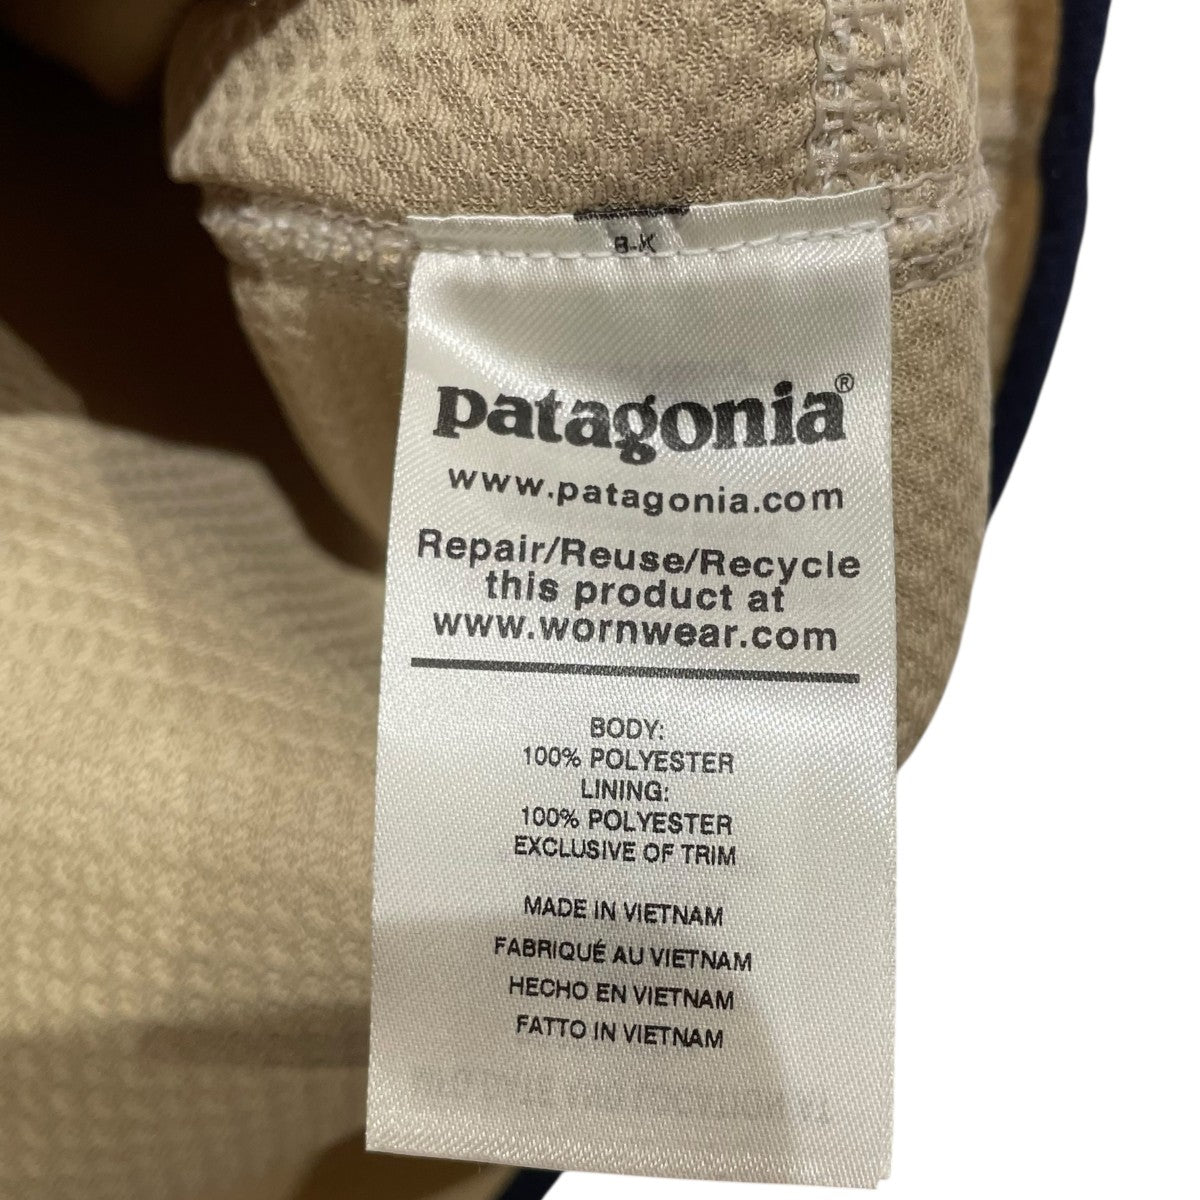 8-K
patagonia®
www.patagonia.com
Repair/Reuse/Recycle
this product at
www.wornwear.com
BODY:
100% POLYESTER
LINING:
100% POLYESTER
EXCLUSIVE OF TRIM
MADE IN VIETNAM
FABRIQUÉ AU VIETNAM
HECHO EN VIETNAM
FATTO IN VIETNAM